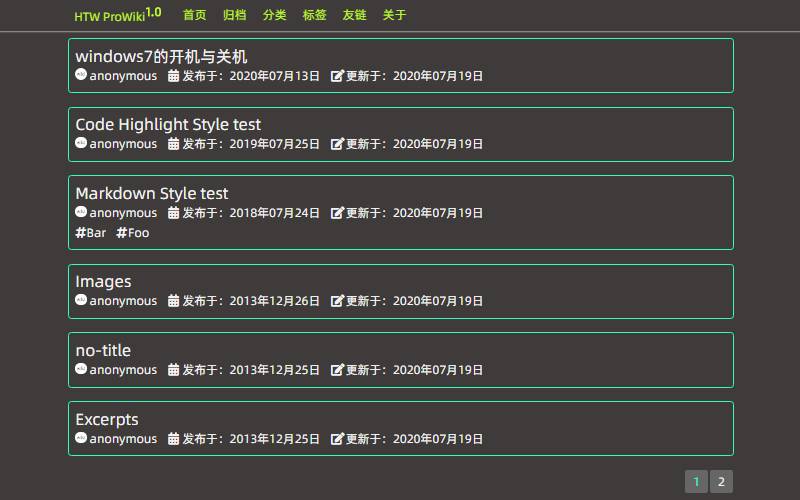 HTW ProWiki1.0 首页 归档 分类 标签 友链 关于
windows7的开机与关机
anonymous 发布于：2020年07月13日 更新于：2020年07月19日
Code Highlight Style test
anonymous 发布于：2019年07月25日 更新于：2020年07月19日
Markdown Style test
anonymous 发布于：2018年07月24日 更新于：2020年07月19日
#Bar #Foo
Images
anonymous 发布于：2013年12月26日 更新于：2020年07月19日
no-title
anonymous 发布于：2013年12月25日 更新于：2020年07月19日
Excerpts
anonymous 发布于：2013年12月25日 更新于：2020年07月19日
1 2